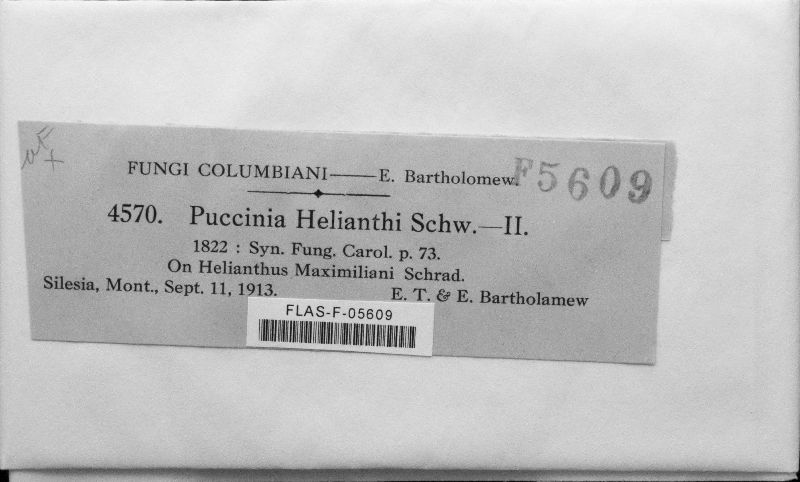 FUNGI COLUMBIANI——E. Bartholomew.
F5609
4570. Puccinia Helianthi Schw.—II.
1822 : Syn. Fung. Carol. p. 73.
On Helianthus Maximiliani Schrad.
Silesia, Mont., Sept. 11, 1913. E. T. & E. Bartholamew
FLAS-F-05609